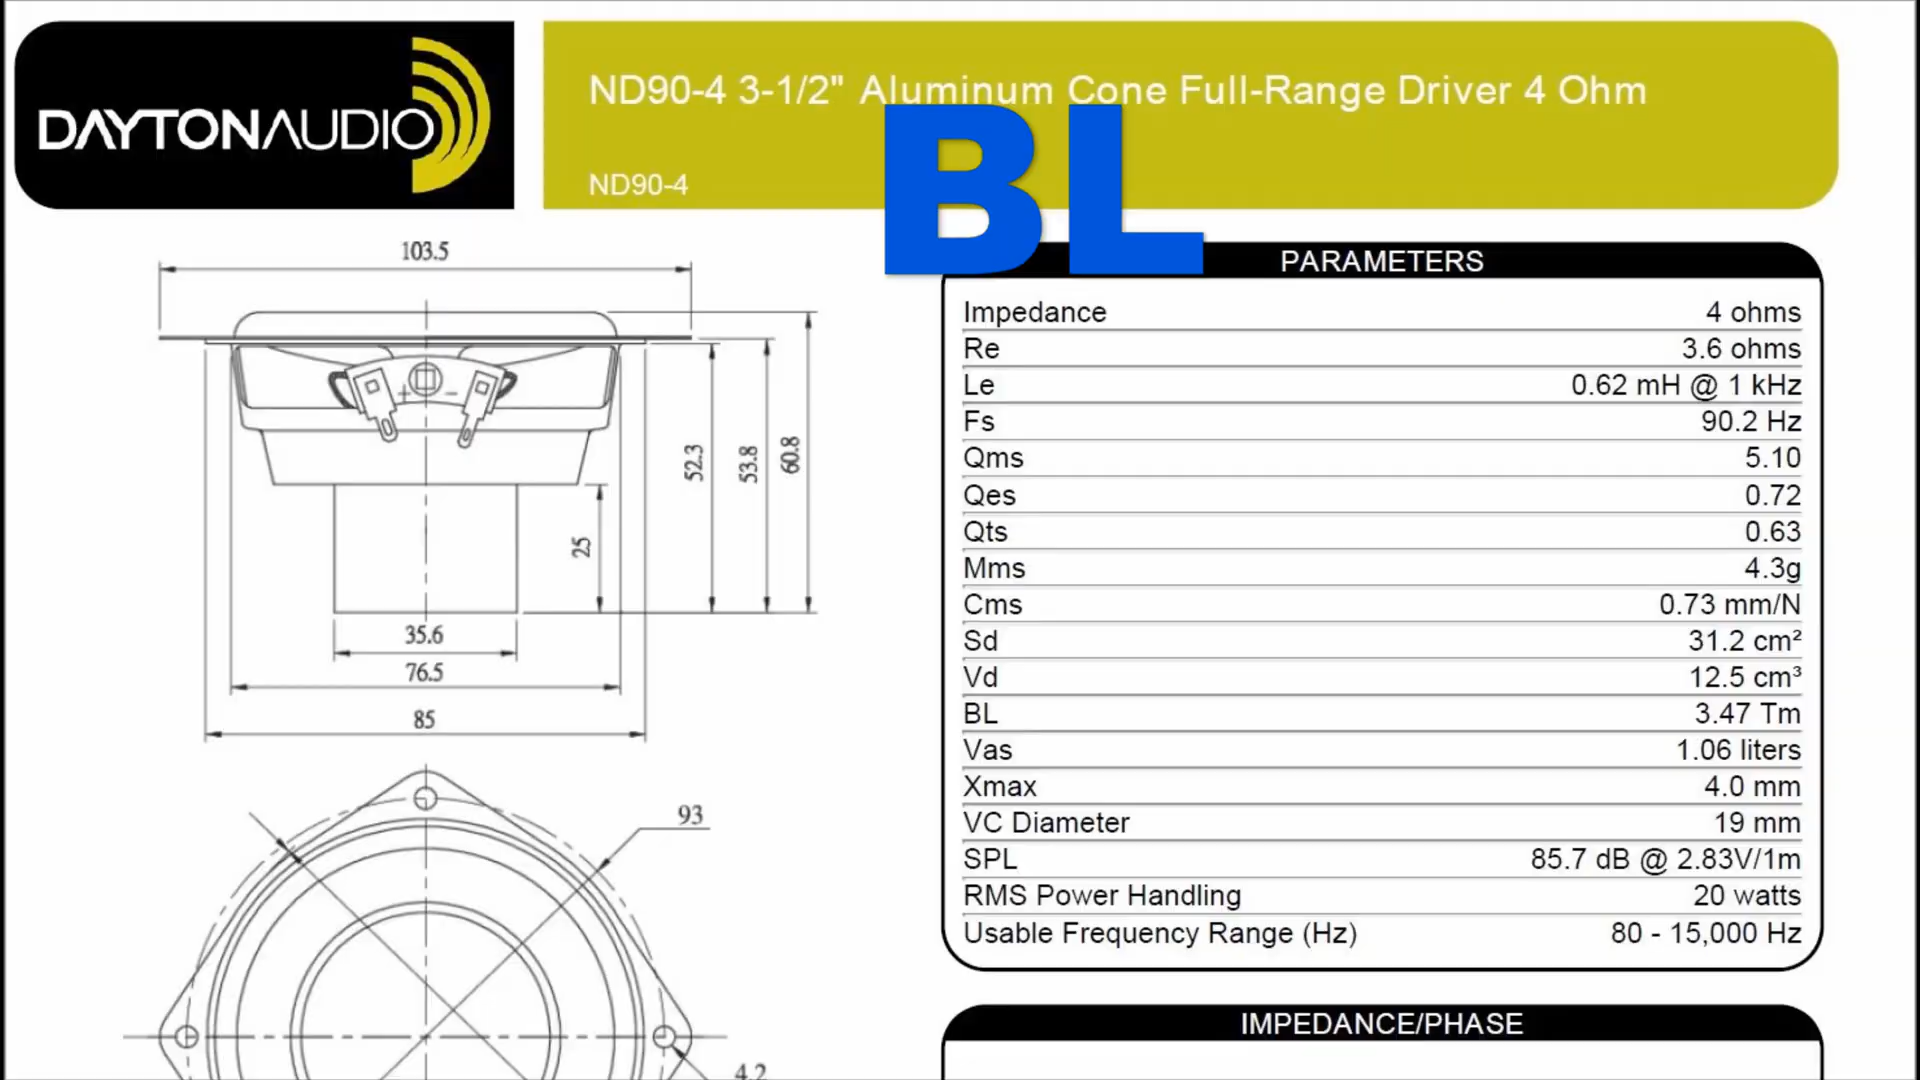 DAYTONAUDIO
ND90-4 3-1/2" Aluminum Cone Full-Range Driver 4 Ohm
ND90-4
BL
103.5
52.3
53.8
60.8
25
35.6
76.5
85
93
4.2
PARAMETERS
Impedance 4 ohms
Re 3.6 ohms
Le 0.62 mH @ 1 kHz
Fs 90.2 Hz
Qms 5.10
Qes 0.72
Qts 0.63
Mms 4.3g
Cms 0.73 mm/N
Sd 31.2 cm²
Vd 12.5 cm³
BL 3.47 Tm
Vas 1.06 liters
Xmax 4.0 mm
VC Diameter 19 mm
SPL 85.7 dB @ 2.83V/1m
RMS Power Handling 20 watts
Usable Frequency Range (Hz) 80 - 15,000 Hz
IMPEDANCE/PHASE